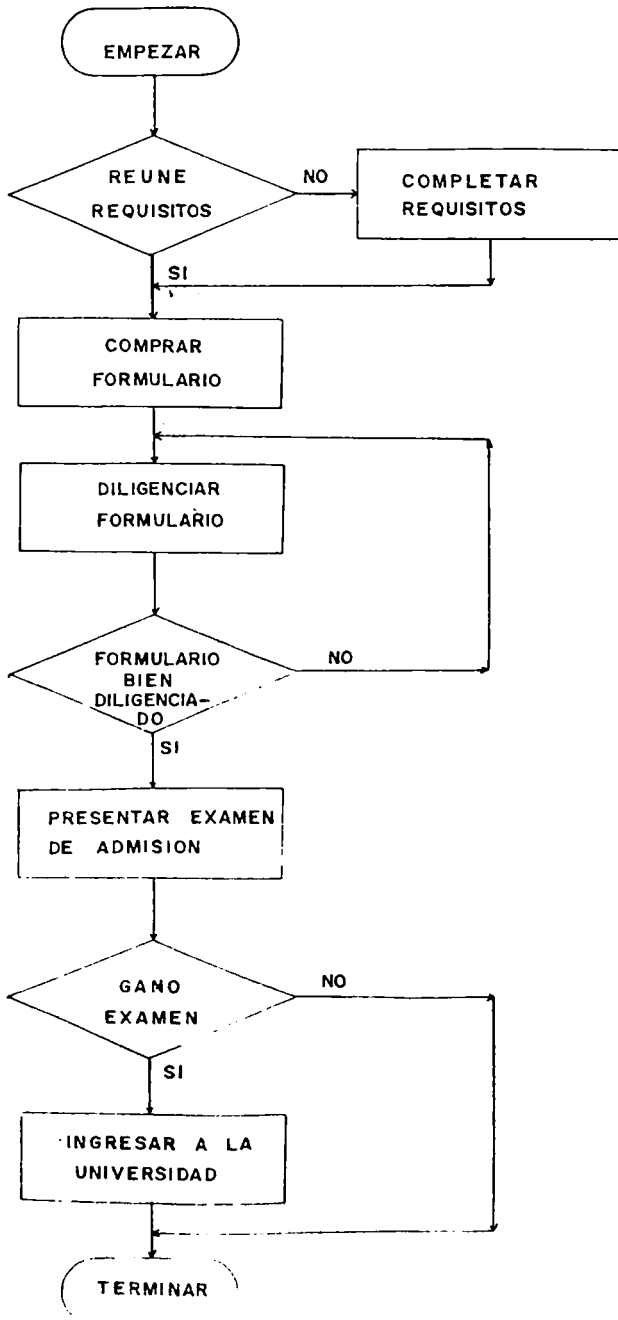 EMPEZAR
REUNE
REQUISITOS
NO
COMPLETAR
REQUISITOS
SI
COMPRAR
FORMULARIO
DILIGENCIAR
FORMULARIO
FORMULARIO
BIEN
DILIGENCIA-
DO
NO
SI
PRESENTAR EXAMEN
DE ADMISION
GANO
EXAMEN
NO
SI
INGRESAR A LA
UNIVERSIDAD
TERMINAR